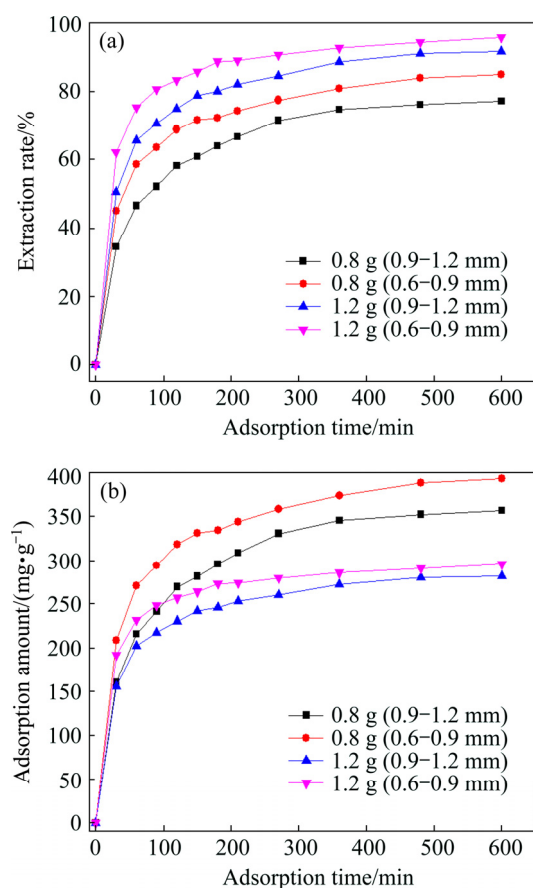 (a)
100
80
60
40
20
0
Extraction rate/%
0.8 g (0.9−1.2 mm)
0.8 g (0.6−0.9 mm)
1.2 g (0.9−1.2 mm)
1.2 g (0.6−0.9 mm)
0 100 200 300 400 500 600
Adsorption time/min
(b)
400
350
300
250
200
150
100
50
0
Adsorption amount/(mg•g⁻¹)
0.8 g (0.9−1.2 mm)
0.8 g (0.6−0.9 mm)
1.2 g (0.9−1.2 mm)
1.2 g (0.6−0.9 mm)
0 100 200 300 400 500 600
Adsorption time/min